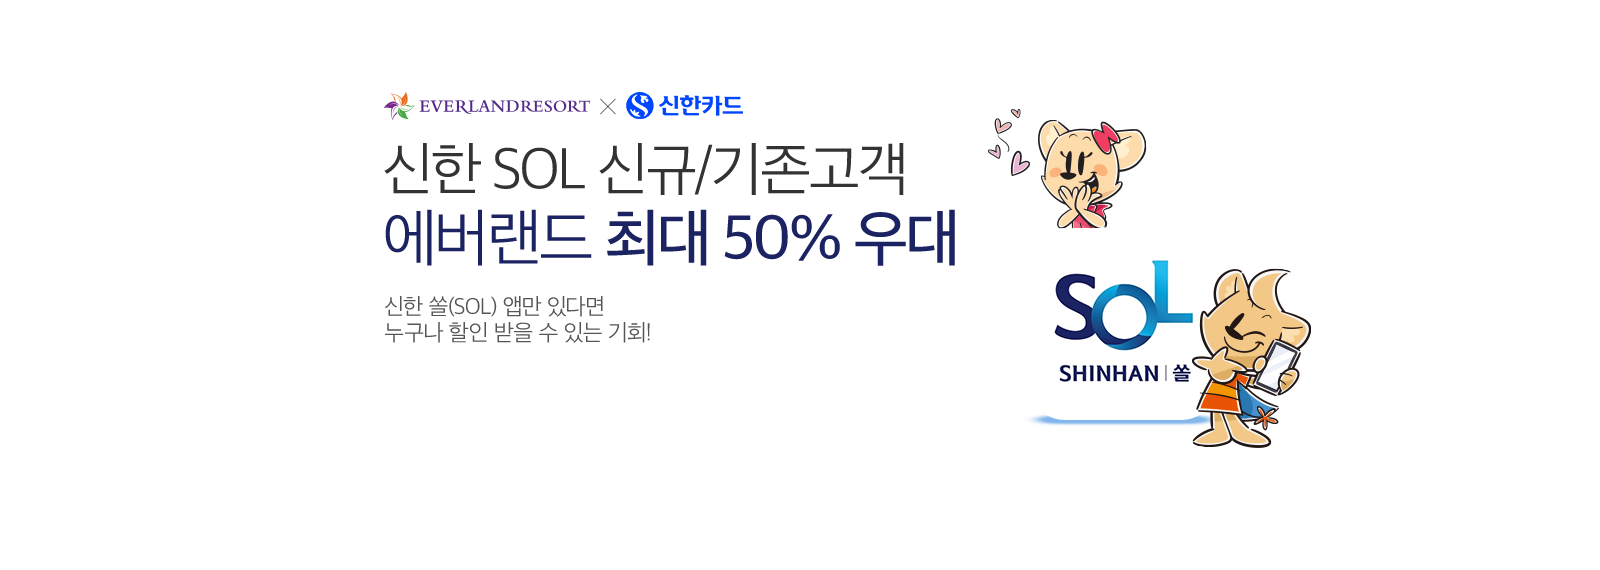 EVERLANDRESORT × 신한카드
신한 SOL 신규/기존고객
에버랜드 최대 50% 우대
신한 쏠(SOL) 앱만 있다면
누구나 할인 받을 수 있는 기회!
SOL
SHINHAN | 쏠